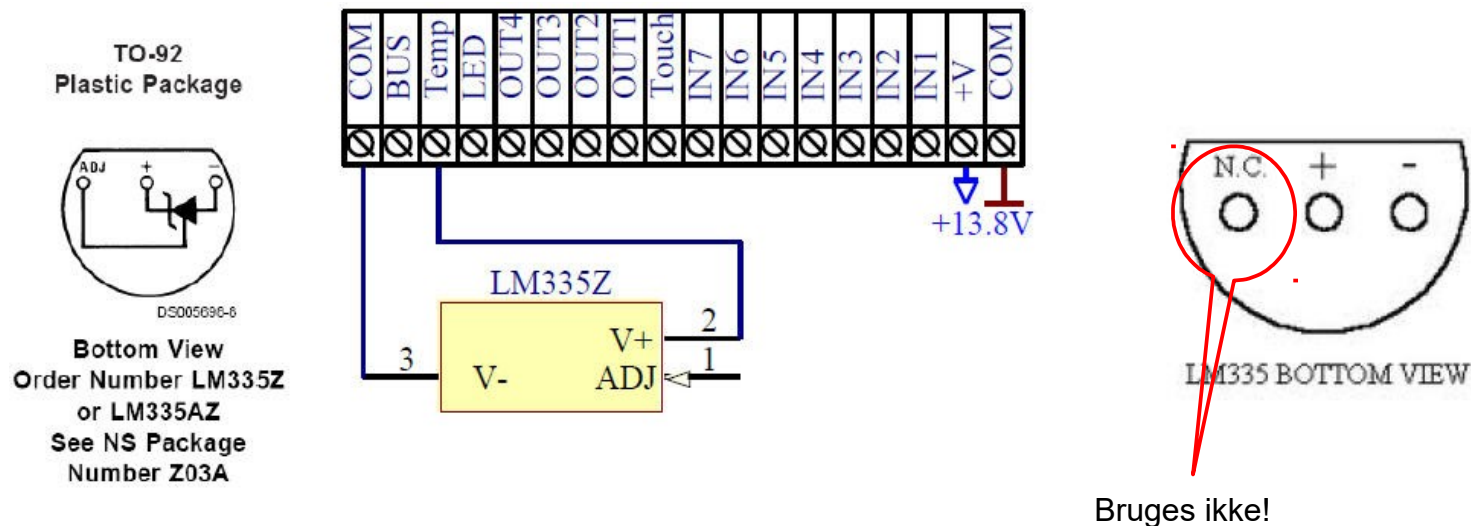 TO-92
Plastic Package
ADJ + -
DS005698-8
Bottom View
Order Number LM335Z
or LM335AZ
See NS Package
Number Z03A
COM BUS Temp LED OUT4 OUT3 OUT2 OUT1 Touch IN7 IN6 IN5 IN4 IN3 IN2 IN1 +V COM
+13.8V
LM335Z
V+ 2
3 V- ADJ 1
N.C. + -
LM335 BOTTOM VIEW
Bruges ikke!